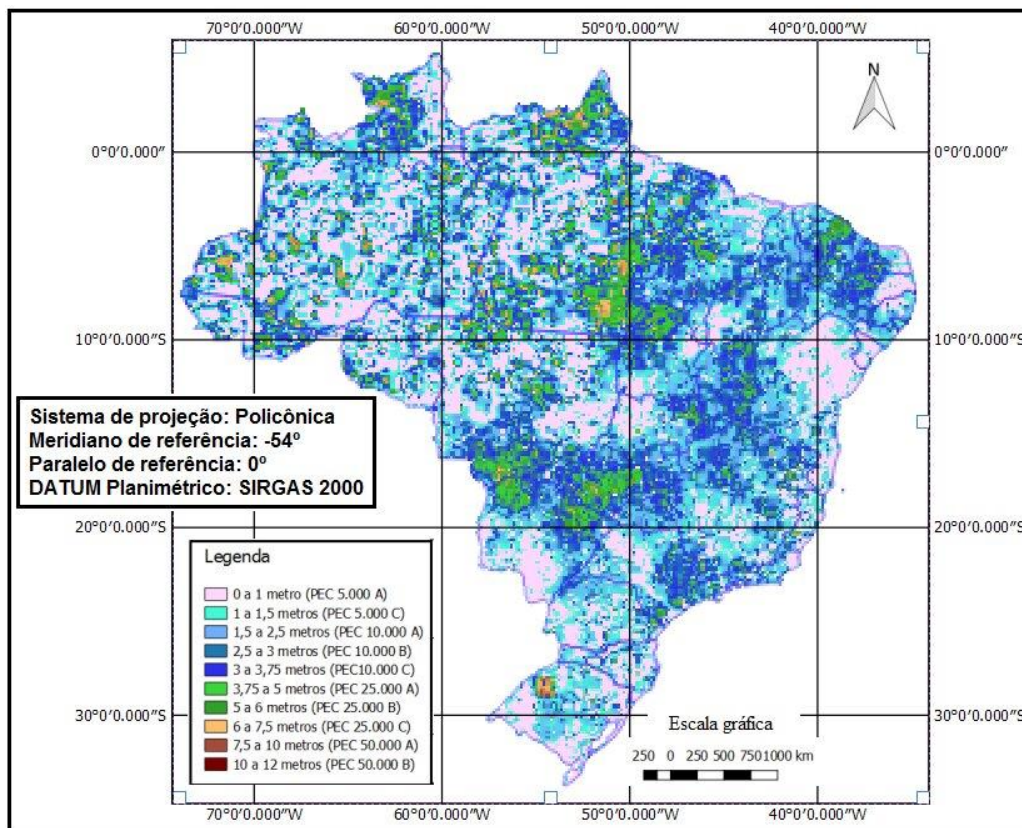 70°0′0.000″W 60°0′0.000″W 50°0′0.000″W 40°0′0.000″W
N
0°0′0.000″ 0°0′0.000″
10°0′0.000″S 10°0′0.000″S
Sistema de projeção: Policônica
Meridiano de referência: -54º
Paralelo de referência: 0º
DATUM Planimétrico: SIRGAS 2000
20°0′0.000″S 20°0′0.000″S
Legenda
0 a 1 metro (PEC 5.000 A)
1 a 1,5 metros (PEC 5.000 C)
1,5 a 2,5 metros (PEC 10.000 A)
2,5 a 3 metros (PEC 10.000 B)
3 a 3,75 metros (PEC10.000 C)
3,75 a 5 metros (PEC 25.000 A)
5 a 6 metros (PEC 25.000 B)
6 a 7,5 metros (PEC 25.000 C)
7,5 a 10 metros (PEC 50.000 A)
10 a 12 metros (PEC 50.000 B)
30°0′0.000″S 30°0′0.000″S
Escala gráfica
250 0 250 500 750 1000 km
70°0′0.000″W 60°0′0.000″W 50°0′0.000″W 40°0′0.000″W